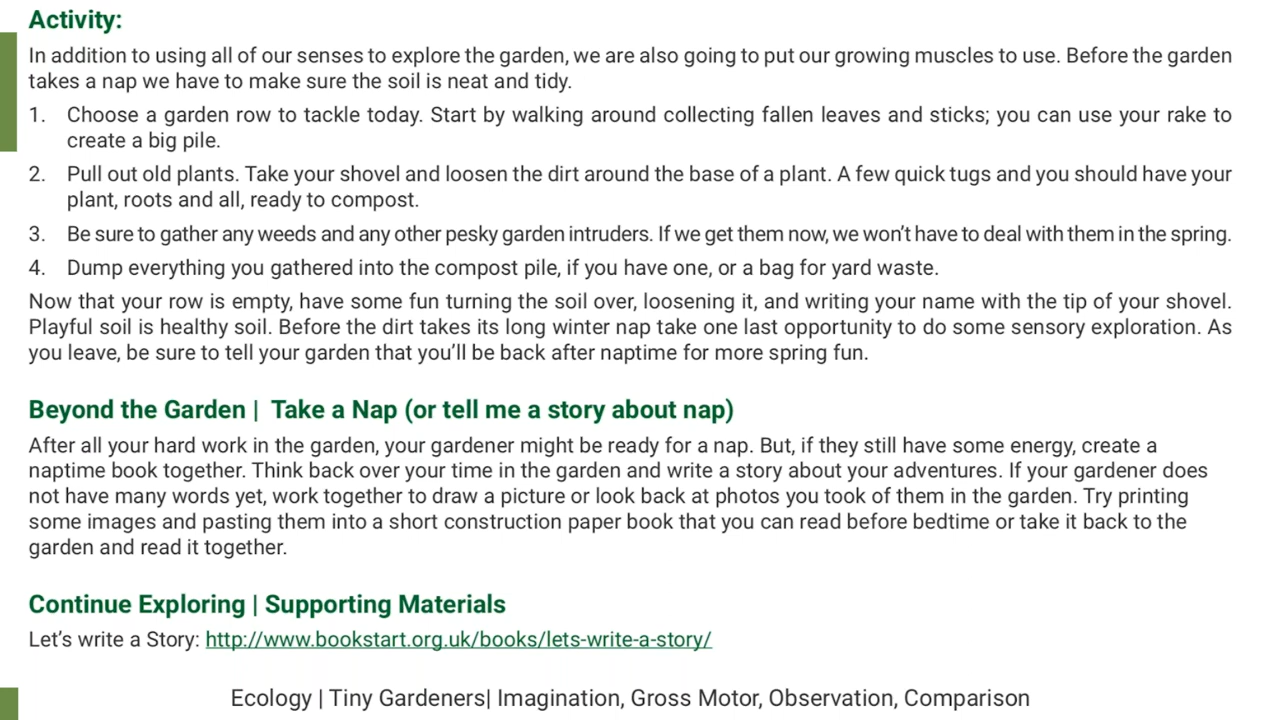 Activity:
In addition to using all of our senses to explore the garden, we are also going to put our growing muscles to use. Before the garden
takes a nap we have to make sure the soil is neat and tidy.
1. Choose a garden row to tackle today. Start by walking around collecting fallen leaves and sticks; you can use your rake to
create a big pile.
2. Pull out old plants. Take your shovel and loosen the dirt around the base of a plant. A few quick tugs and you should have your
plant, roots and all, ready to compost.
3. Be sure to gather any weeds and any other pesky garden intruders. If we get them now, we won’t have to deal with them in the spring.
4. Dump everything you gathered into the compost pile, if you have one, or a bag for yard waste.
Now that your row is empty, have some fun turning the soil over, loosening it, and writing your name with the tip of your shovel.
Playful soil is healthy soil. Before the dirt takes its long winter nap take one last opportunity to do some sensory exploration. As
you leave, be sure to tell your garden that you’ll be back after naptime for more spring fun.
Beyond the Garden | Take a Nap (or tell me a story about nap)
After all your hard work in the garden, your gardener might be ready for a nap. But, if they still have some energy, create a
naptime book together. Think back over your time in the garden and write a story about your adventures. If your gardener does
not have many words yet, work together to draw a picture or look back at photos you took of them in the garden. Try printing
some images and pasting them into a short construction paper book that you can read before bedtime or take it back to the
garden and read it together.
Continue Exploring | Supporting Materials
Let’s write a Story: http://www.bookstart.org.uk/books/lets-write-a-story/
Ecology | Tiny Gardeners| Imagination, Gross Motor, Observation, Comparison